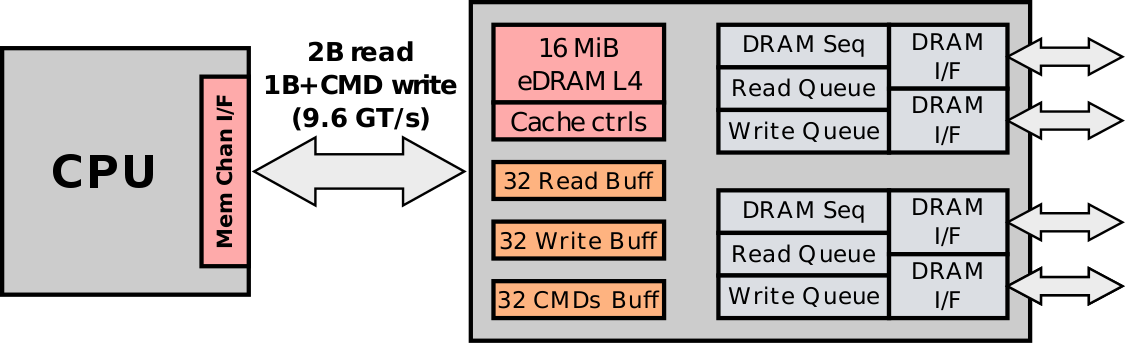 CPU
Mem Chan I/F
2B read
1B+CMD write
(9.6 GT/s)
16 MiB
eDRAM L4
Cache ctrls
32 Read Buff
32 Write Buff
32 CMDs Buff
DRAM Seq
Read Queue
Write Queue
DRAM
I/F
DRAM
I/F
DRAM Seq
Read Queue
Write Queue
DRAM
I/F
DRAM
I/F